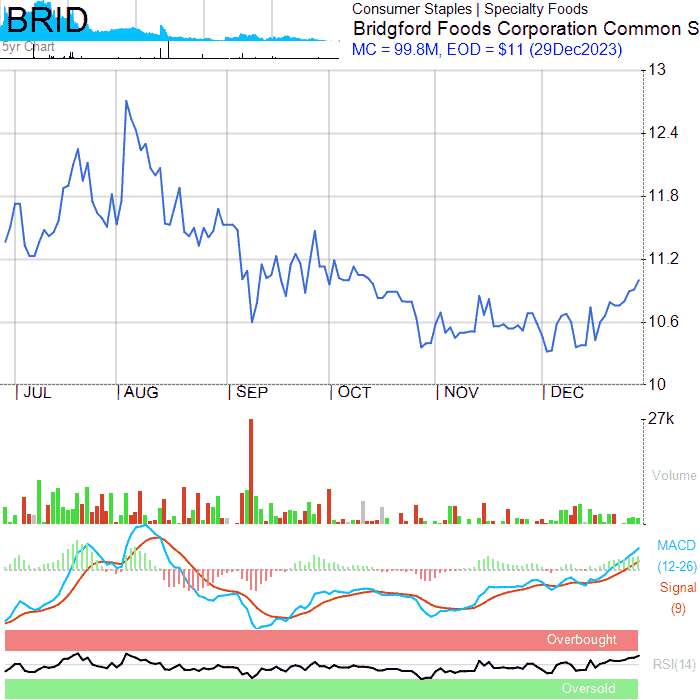 BRID
5yr Chart
Consumer Staples | Specialty Foods
Bridgford Foods Corporation Common S
MC = 99.8M, EOD = $11 (29Dec2023)
13
12.4
11.8
11.2
10.6
10
JUL AUG SEP OCT NOV DEC
27k
Volume
MACD
(12-26)
Signal
(9)
Overbought
RSI(14)
Oversold